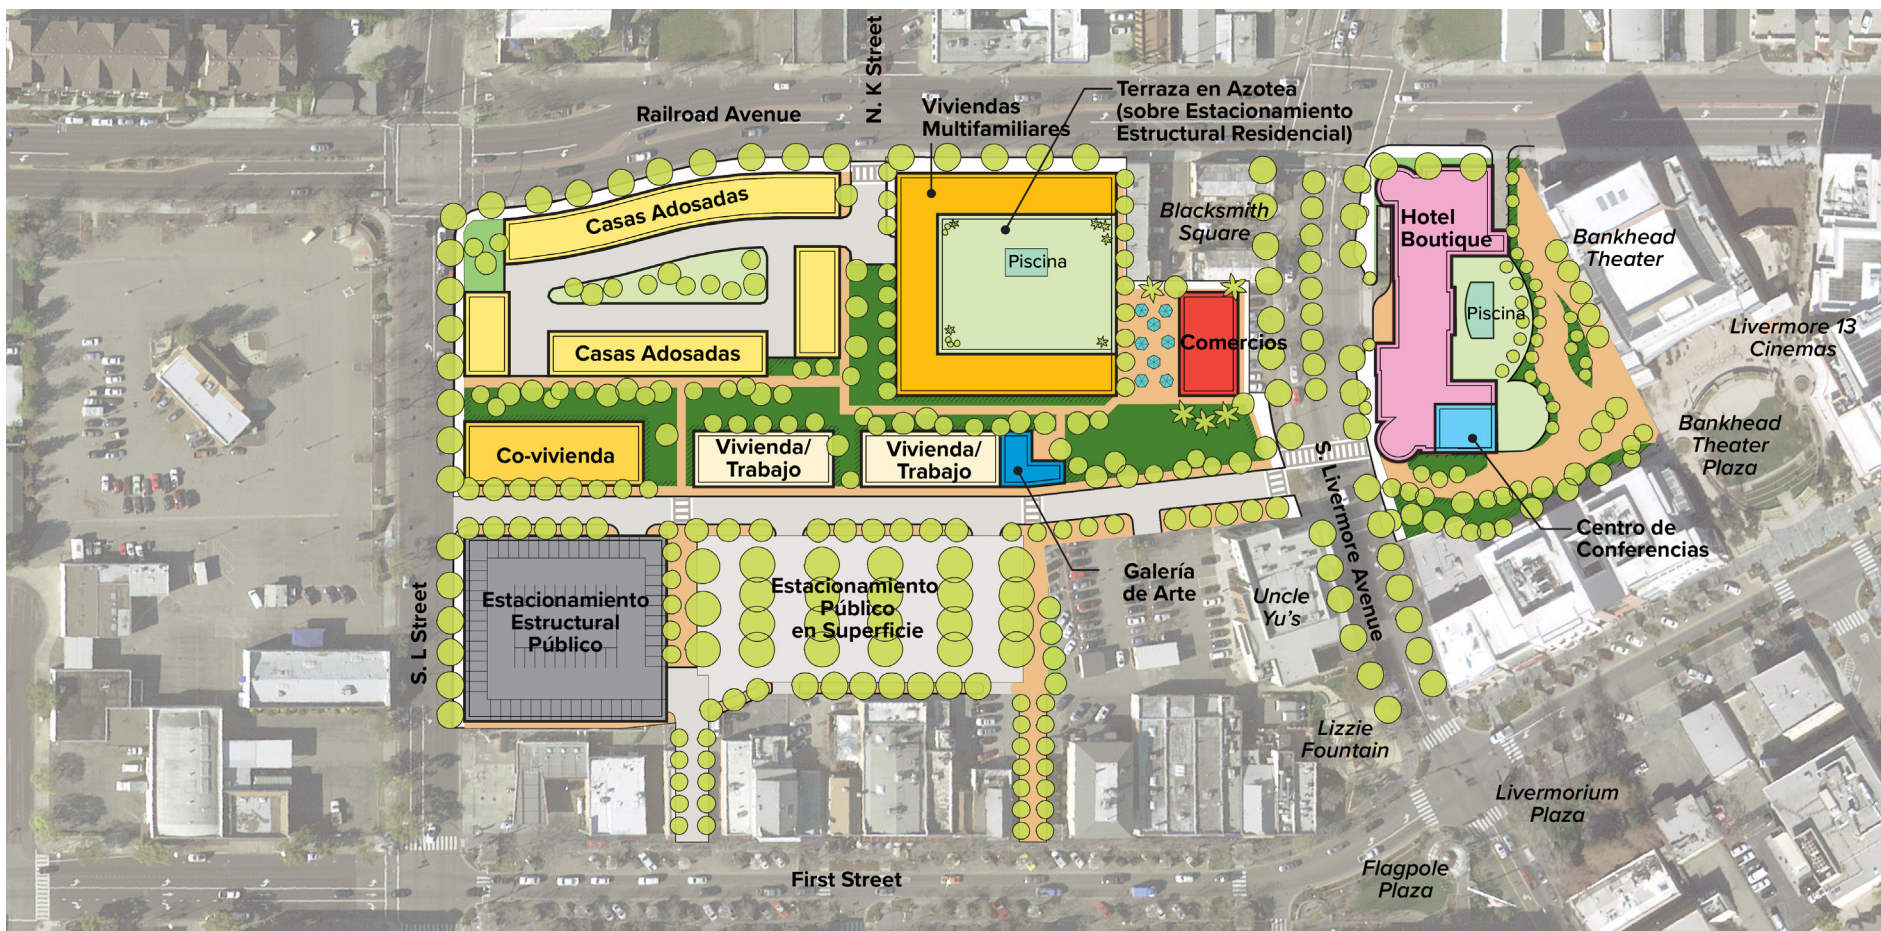 N. K Street
Railroad Avenue
Viviendas
Multifamiliares
Terraza en Azotea
(sobre Estacionamiento
Estructural Residencial)
Casas Adosadas
Blacksmith
Square
Hotel
Boutique
Bankhead
Theater
Piscina
Piscina
Livermore 13
Cinemas
Casas Adosadas
Comercios
Co-vivienda
Vivienda/
Trabajo
Vivienda/
Trabajo
Bankhead
Theater
Plaza
S. Livermore Avenue
Centro de
Conferencias
S. L Street
Estacionamiento
Estructural
Público
Estacionamiento
Público
en Superficie
Galería
de Arte
Uncle
Yu's
Lizzie
Fountain
Livermorium
Plaza
First Street
Flagpole
Plaza